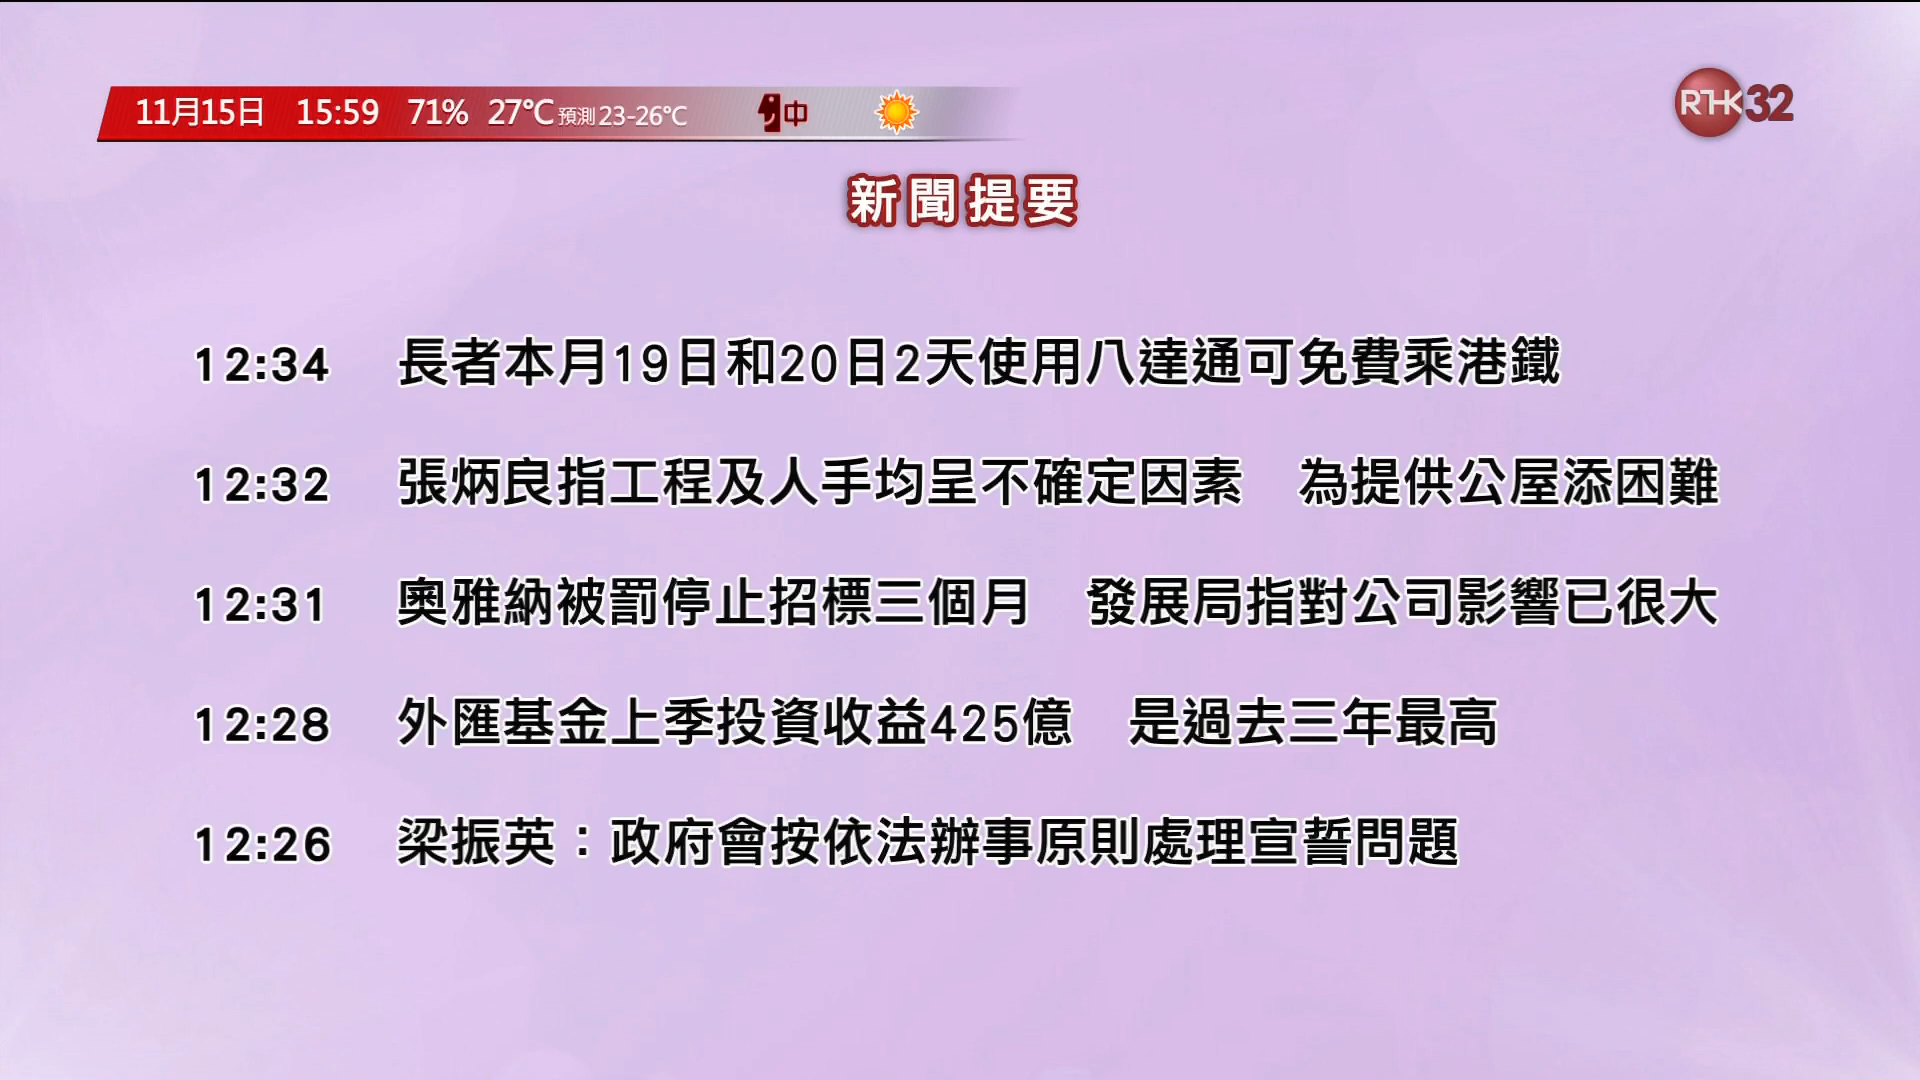 11月15日 15:59 71% 27℃ 預測23-26℃ 中
RTHK32
新聞提要
12:34 長者本月19日和20日2天使用八達通可免費乘港鐵
12:32 張炳良指工程及人手均呈不確定因素 為提供公屋添困難
12:31 奧雅納被罰停止招標三個月 發展局指對公司影響已很大
12:28 外匯基金上季投資收益425億 是過去三年最高
12:26 梁振英：政府會按依法辦事原則處理宣誓問題